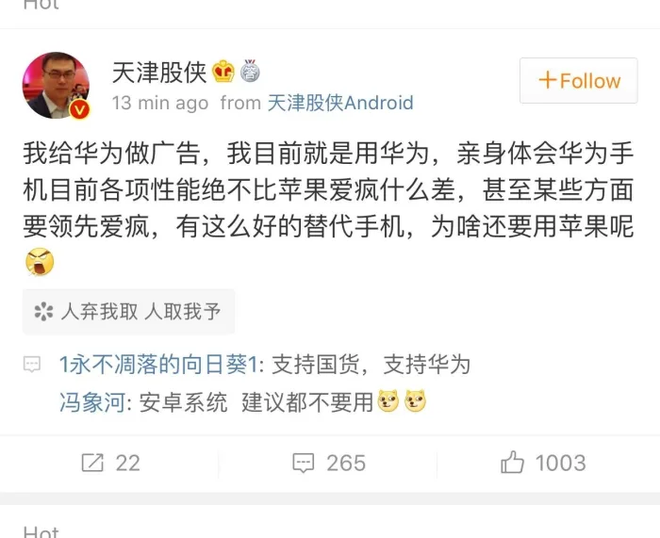 Hot
天津股侠
13 min ago from 天津股侠Android
+Follow
我给华为做广告，我目前就是用华为，亲身体会华为手
机目前各项性能绝不比苹果爱疯什么差，甚至某些方面
要领先爱疯，有这么好的替代手机，为啥还要用苹果呢
人弃我取 人取我予
1永不凋落的向日葵1: 支持国货，支持华为
冯象河: 安卓系统 建议都不要用
22
265
1003
Hot